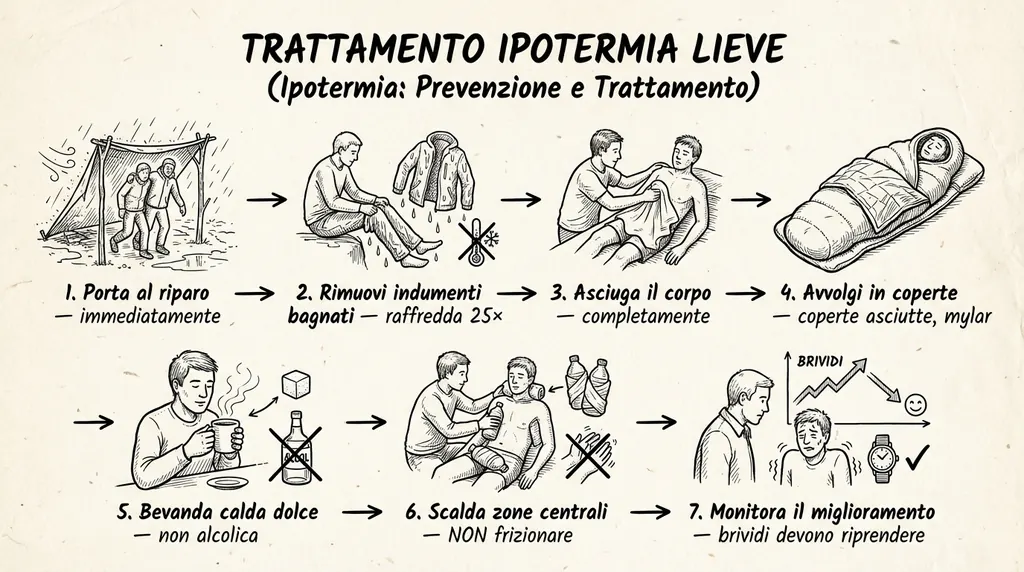 TRATTAMENTO IPOTERMIA LIEVE
(Ipotermia: Prevenzione e Trattamento)
1. Porta al riparo
— immediatamente
2. Rimuovi indumenti
bagnati — raffredda 25×
3. Asciuga il corpo
— completamente
4. Avvolgi in coperte
— coperte asciutte, mylar
ALCOL
BRIVIDI
5. Bevanda calda dolce
— non alcolica
6. Scalda zone centrali
— NON frizionare
7. Monitora il miglioramento
— brividi devono riprendere